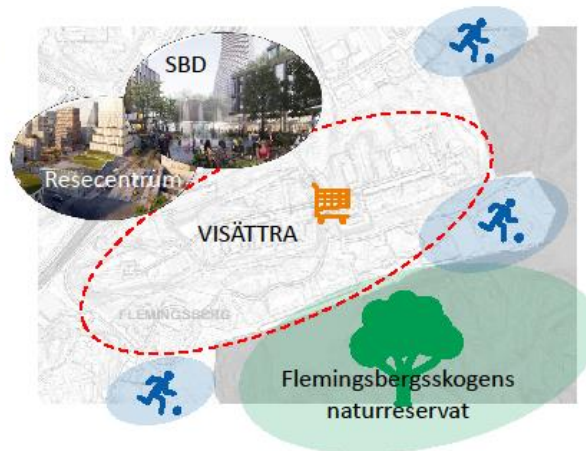 SBD
Resecentrum
VISÄTTRA
FLEMINGSBERG
Flemingsbergsskogens
naturreservat